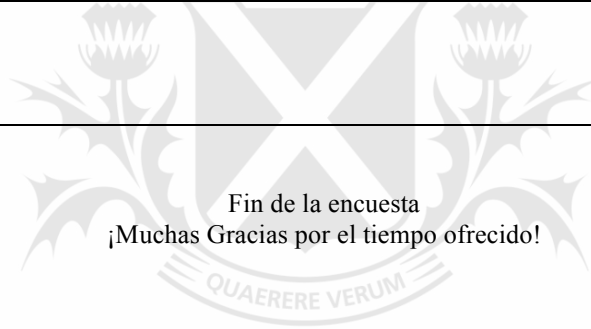 Fin de la encuesta
¡Muchas Gracias por el tiempo ofrecido!
QUAERERE VERUM